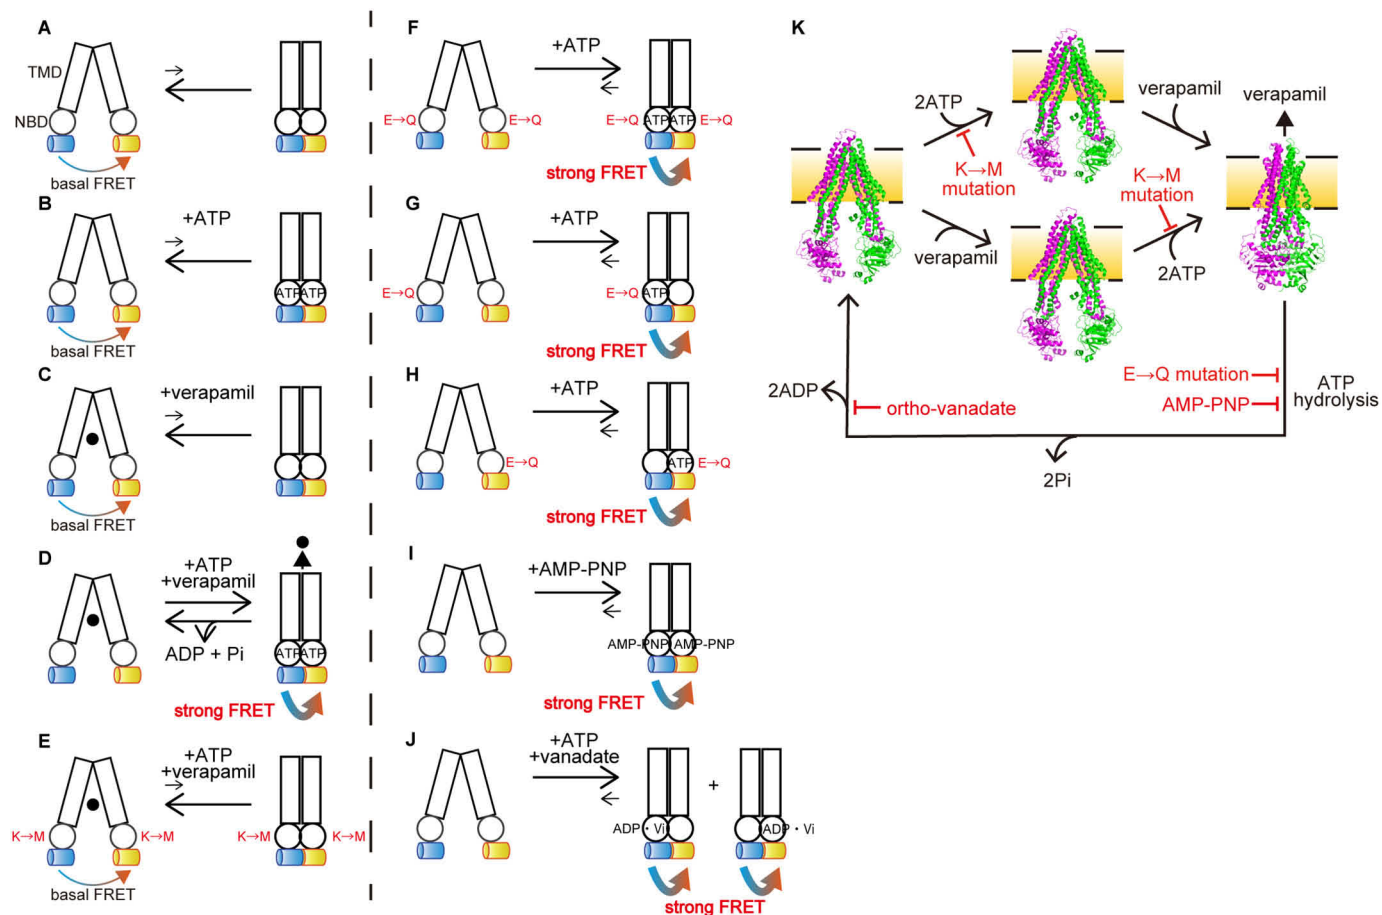 A
TMD
NBD
basal FRET
B
+ATP
ATP ATP
basal FRET
C
+verapamil
basal FRET
D
+ATP
+verapamil
ADP + Pi
ATP ATP
strong FRET
E
+ATP
+verapamil
K→M K→M K→M K→M
basal FRET
F
+ATP
E→Q E→Q E→Q ATP ATP E→Q
strong FRET
G
+ATP
E→Q E→Q ATP
strong FRET
H
+ATP
E→Q ATP E→Q
strong FRET
I
+AMP-PNP
AMP-PNP AMP-PNP
strong FRET
J
+ATP
+vanadate
+
ADP・Vi ADP・Vi
strong FRET
K
2ATP
verapamil
verapamil
K→M
mutation
K→M
mutation
verapamil
2ATP
E→Q mutation
AMP-PNP
ATP
hydrolysis
2ADP
ortho-vanadate
2Pi